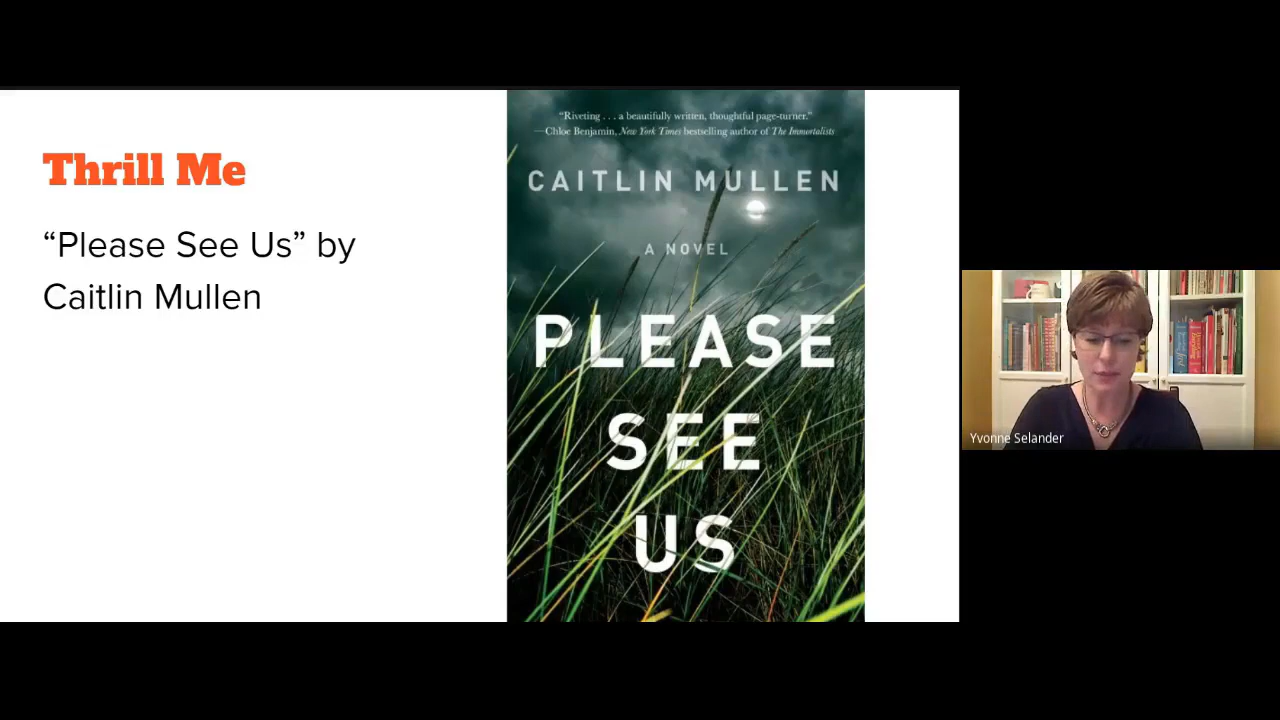 Thrill Me
“Please See Us” by
Caitlin Mullen
“Riveting . . . a beautifully written, thoughtful page-turner.”
—Chloe Benjamin, New York Times bestselling author of The Immortalists
CAITLIN MULLEN
A NOVEL
PLEASE
SEE
US
Yvonne Selander